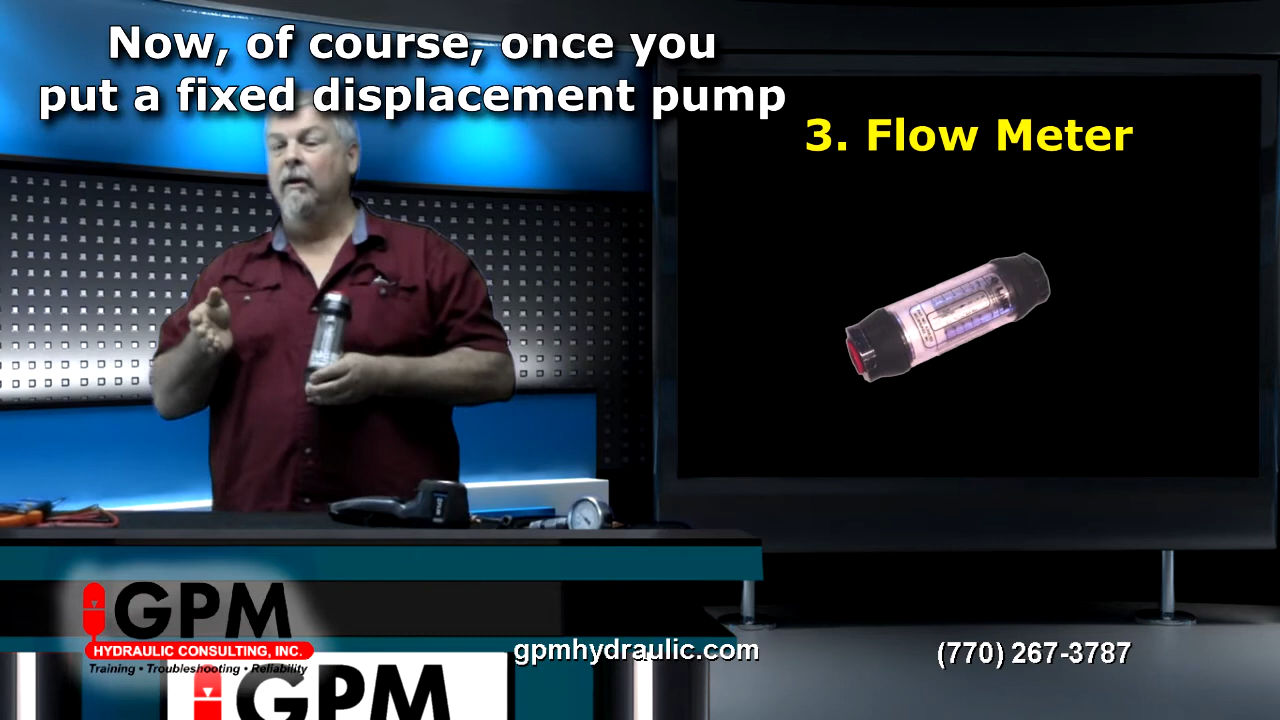 Now, of course, once you
put a fixed displacement pump
3. Flow Meter
GPM
HYDRAULIC CONSULTING, INC.
Training • Troubleshooting • Reliability
gpmhydraulic.com
(770) 267-3787
GPM